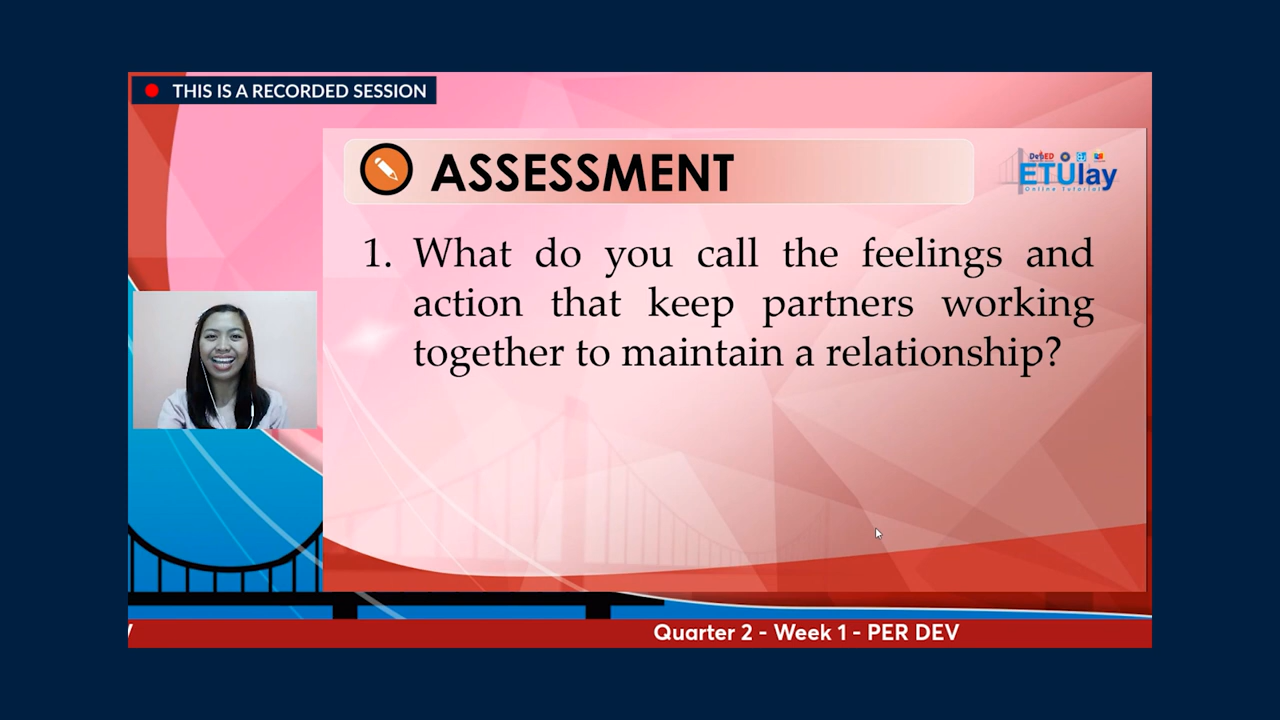 THIS IS A RECORDED SESSION
ASSESSMENT
DepED
ETUlay
Online Tutorial
1. What do you call the feelings and
action that keep partners working
together to maintain a relationship?
Quarter 2 - Week 1 - PER DEV